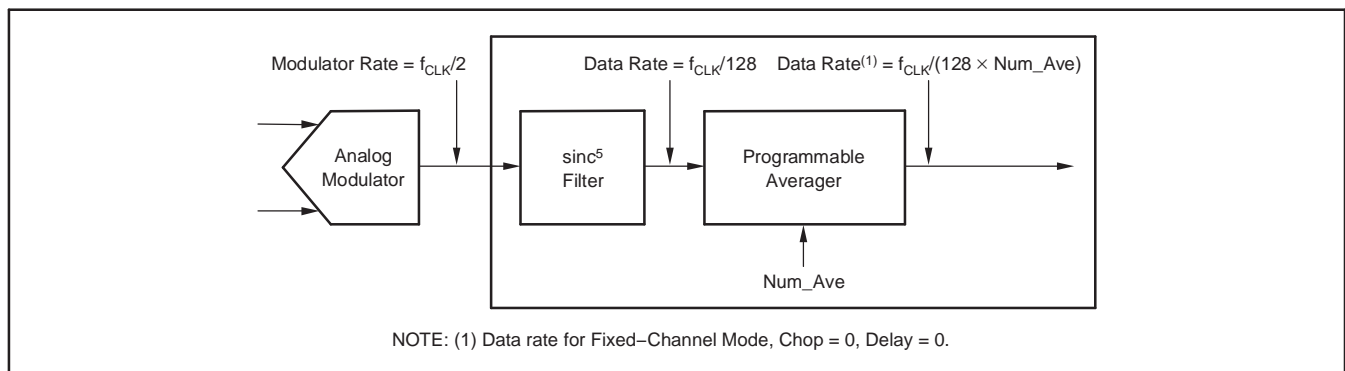 Modulator Rate = fCLK/2
Data Rate = fCLK/128
Data Rate(1) = fCLK/(128 × Num_Ave)
Analog
Modulator
sinc5
Filter
Programmable
Averager
Num_Ave
NOTE: (1) Data rate for Fixed−Channel Mode, Chop = 0, Delay = 0.